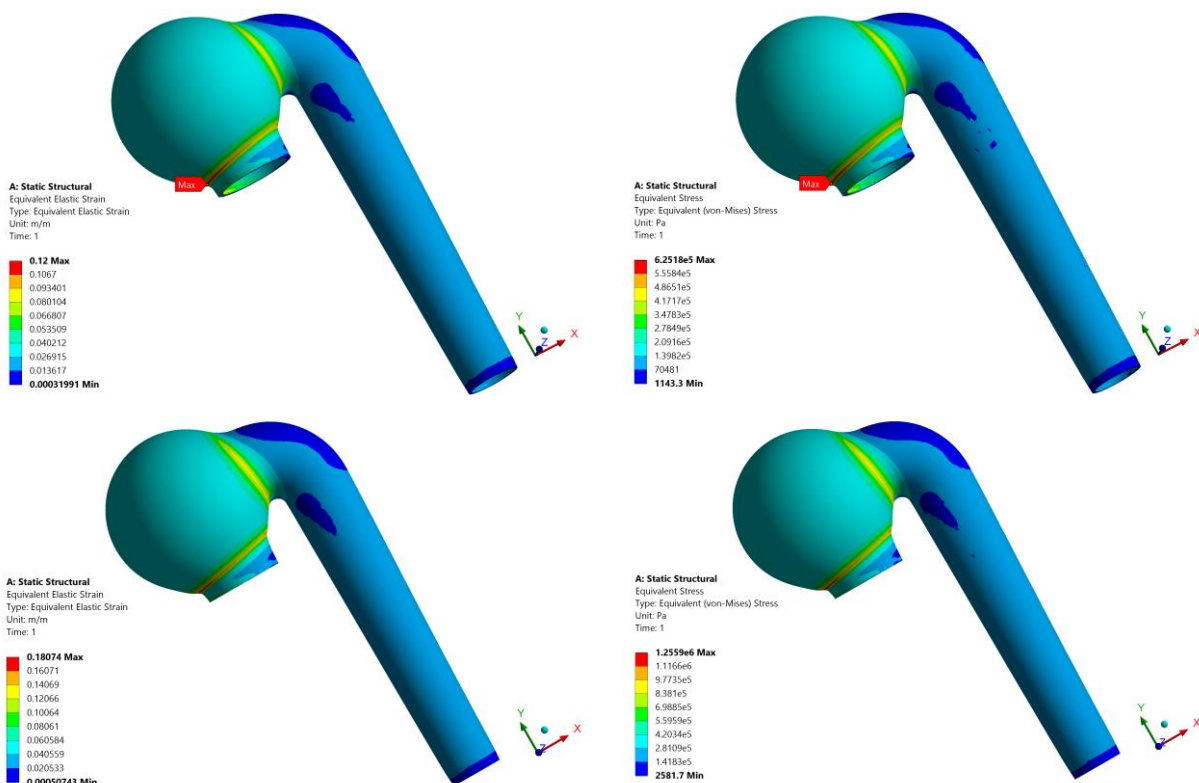 Max
A: Static Structural
Equivalent Elastic Strain
Type: Equivalent Elastic Strain
Unit: m/m
Time: 1
0.12 Max
0.1067
0.093401
0.080104
0.066807
0.053509
0.040212
0.026915
0.013617
0.00031991 Min
Y
Z
X
Max
A: Static Structural
Equivalent Stress
Type: Equivalent (von-Mises) Stress
Unit: Pa
Time: 1
6.2518e5 Max
5.5584e5
4.8651e5
4.1717e5
3.4783e5
2.7849e5
2.0916e5
1.3982e5
70481
1143.3 Min
Y
Z
X
A: Static Structural
Equivalent Elastic Strain
Type: Equivalent Elastic Strain
Unit: m/m
Time: 1
0.18074 Max
0.16071
0.14069
0.12066
0.10064
0.08061
0.060584
0.040559
0.020533
0.00050743 Min
Y
Z
X
A: Static Structural
Equivalent Stress
Type: Equivalent (von-Mises) Stress
Unit: Pa
Time: 1
1.2559e6 Max
1.1166e6
9.7735e5
8.381e5
6.9885e5
5.5959e5
4.2034e5
2.8109e5
1.4183e5
2581.7 Min
Y
Z
X